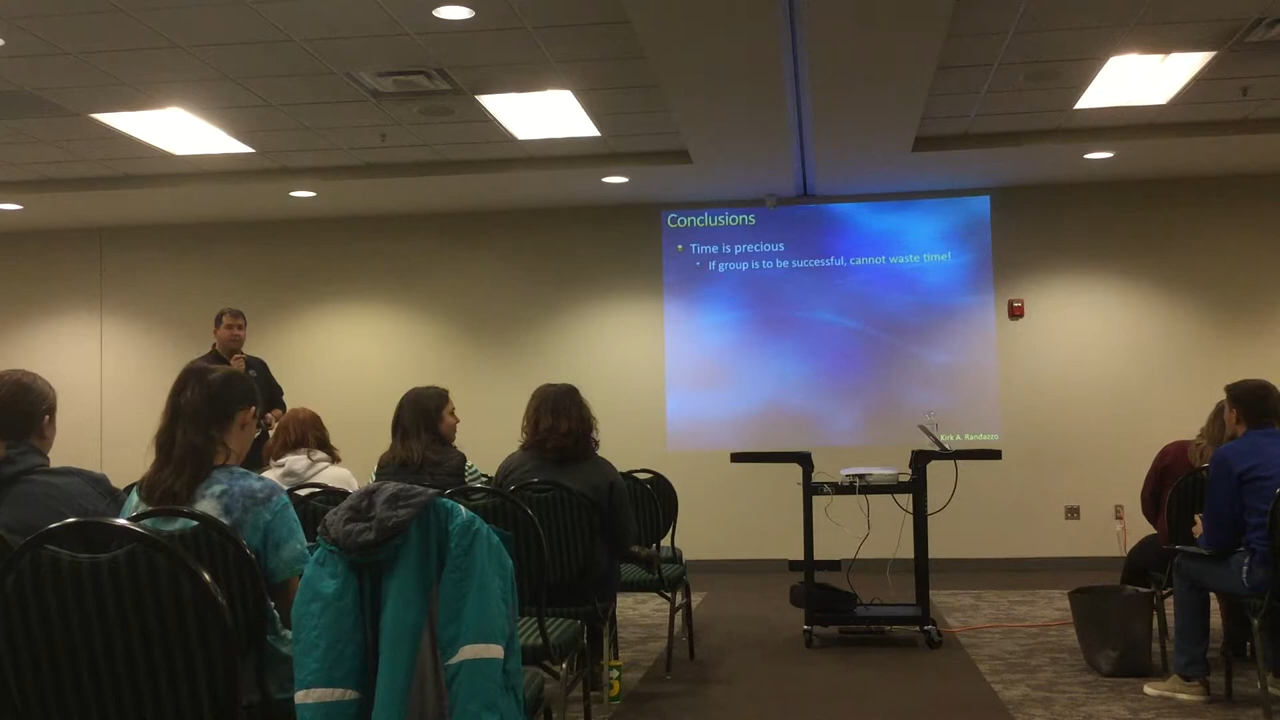 Conclusions
Time is precious
If group is to be successful, cannot waste time!
Kirk A. Randazzo